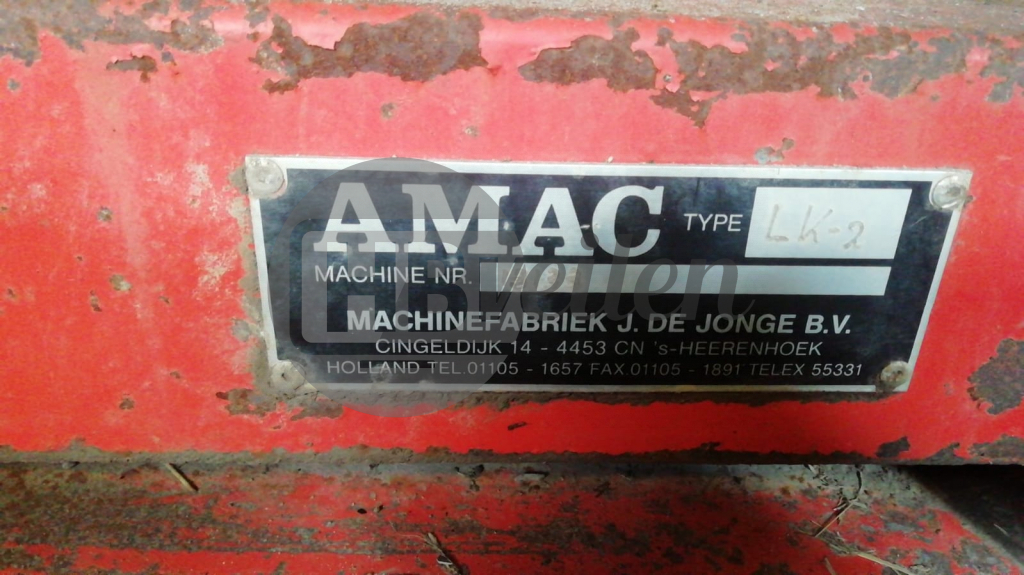 AMAC TYPE LK-2
MACHINE NR.
MACHINEFABRIEK J. DE JONGE B.V.
CINGELDIJK 14 - 4453 CN 's-HEERENHOEK
HOLLAND TEL.01105 - 1657 FAX 01105 - 1891 TELEX 55331
HBveilen